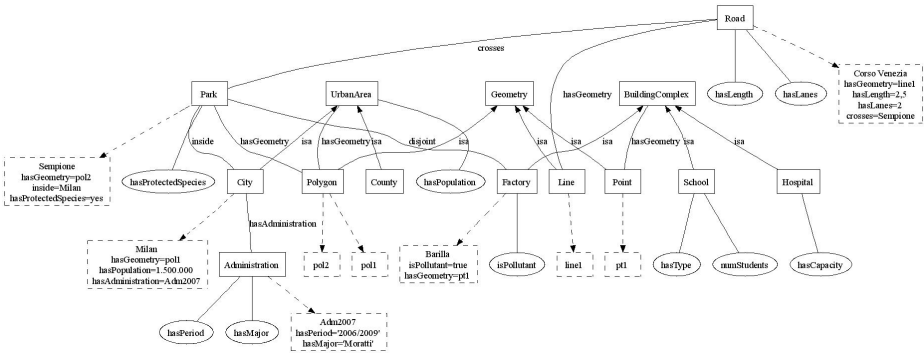 Road
crosses
Corso Venezia
hasGeometry=line1
hasLength=2,5
hasLanes=2
crosses=Sempione
hasLength
hasLanes
Park
UrbanArea
Geometry
hasGeometry
BuildingComplex
inside
hasGeometry
isa
hasGeometry
isa
disjoint
isa
isa
isa
isa
hasGeometry
isa
isa
Sempione
hasGeometry=pol2
inside=Milan
hasProtectedSpecies=yes
hasProtectedSpecies
City
Polygon
County
hasPopulation
Factory
Line
Point
School
Hospital
hasAdministration
Milan
hasGeometry=pol1
hasPopulation=1.500.000
hasAdministration=Adm2007
Administration
pol2
pol1
Barilla
isPollutant=true
hasGeometry=pt1
isPollutant
line1
pt1
hasType
numStudents
hasCapacity
hasPeriod
hasMajor
Adm2007
hasPeriod='2006/2009'
hasMajor='Moratti'